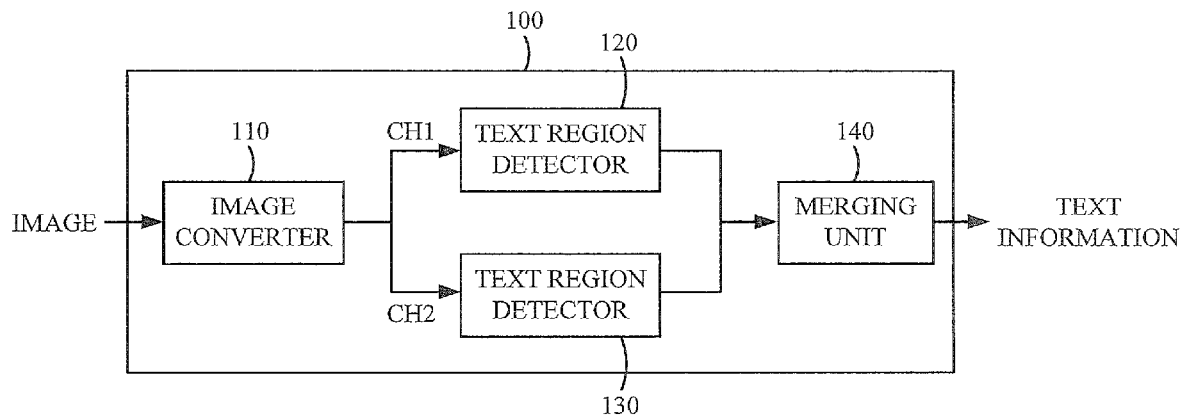 100
120
110
CH1
TEXT REGION
DETECTOR
140
IMAGE
IMAGE
CONVERTER
MERGING
UNIT
TEXT
INFORMATION
CH2
TEXT REGION
DETECTOR
130